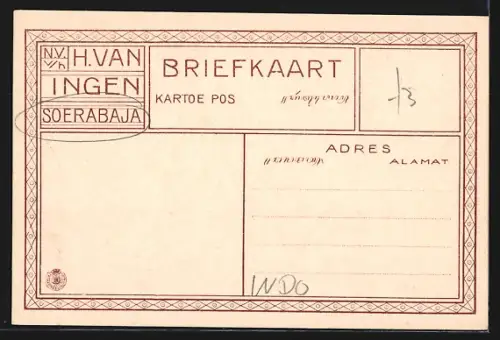 N.V. v/h H. VAN
INGEN
SOERABAJA
BRIEFKAART
KARTOE POS
ADRES
ALAMAT
INDO